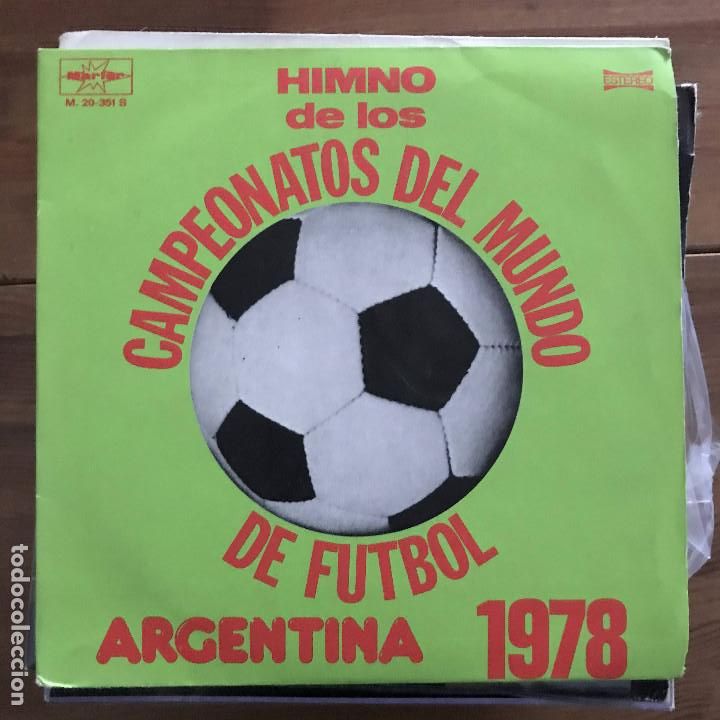 Marfer
M. 20-351 S
ESTEREO
HIMNO
de los
CAMPEONATOS DEL MUNDO
DE FUTBOL
ARGENTINA 1978
todocoleccion